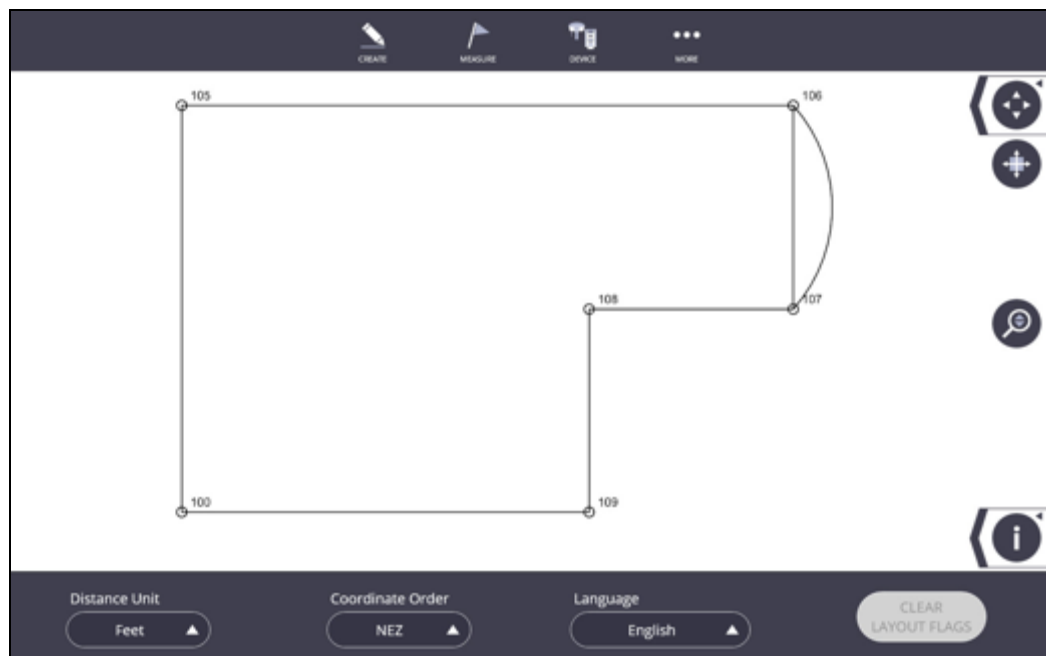 CREATE
MEASURE
DEVICE
MORE
105
106
108
107
100
109
i
Distance Unit
Coordinate Order
Language
Feet
NEZ
English
CLEAR
LAYOUT FLAGS